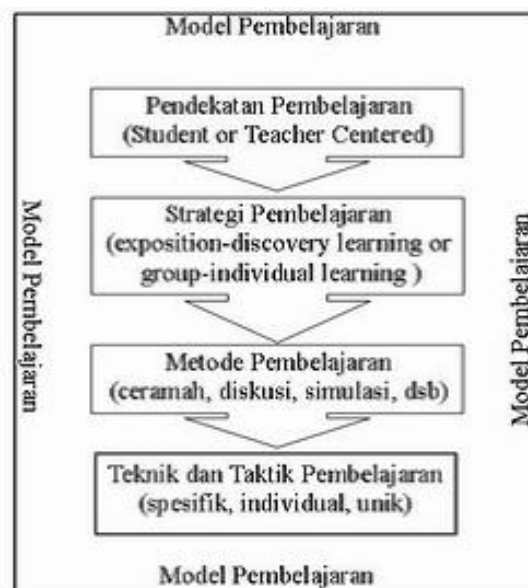 Model Pembelajaran
Pendekatan Pembelajaran
(Student or Teacher Centered)
Strategi Pembelajaran
(exposition-discovery learning or
group-individual learning )
Metode Pembelajaran
(ceramah, diskusi, simulasi, dsb)
Teknik dan Taktik Pembelajaran
(spesifik, individual, unik)
Model Pembelajaran
Model Pembelajaran
Model Pembelajaran